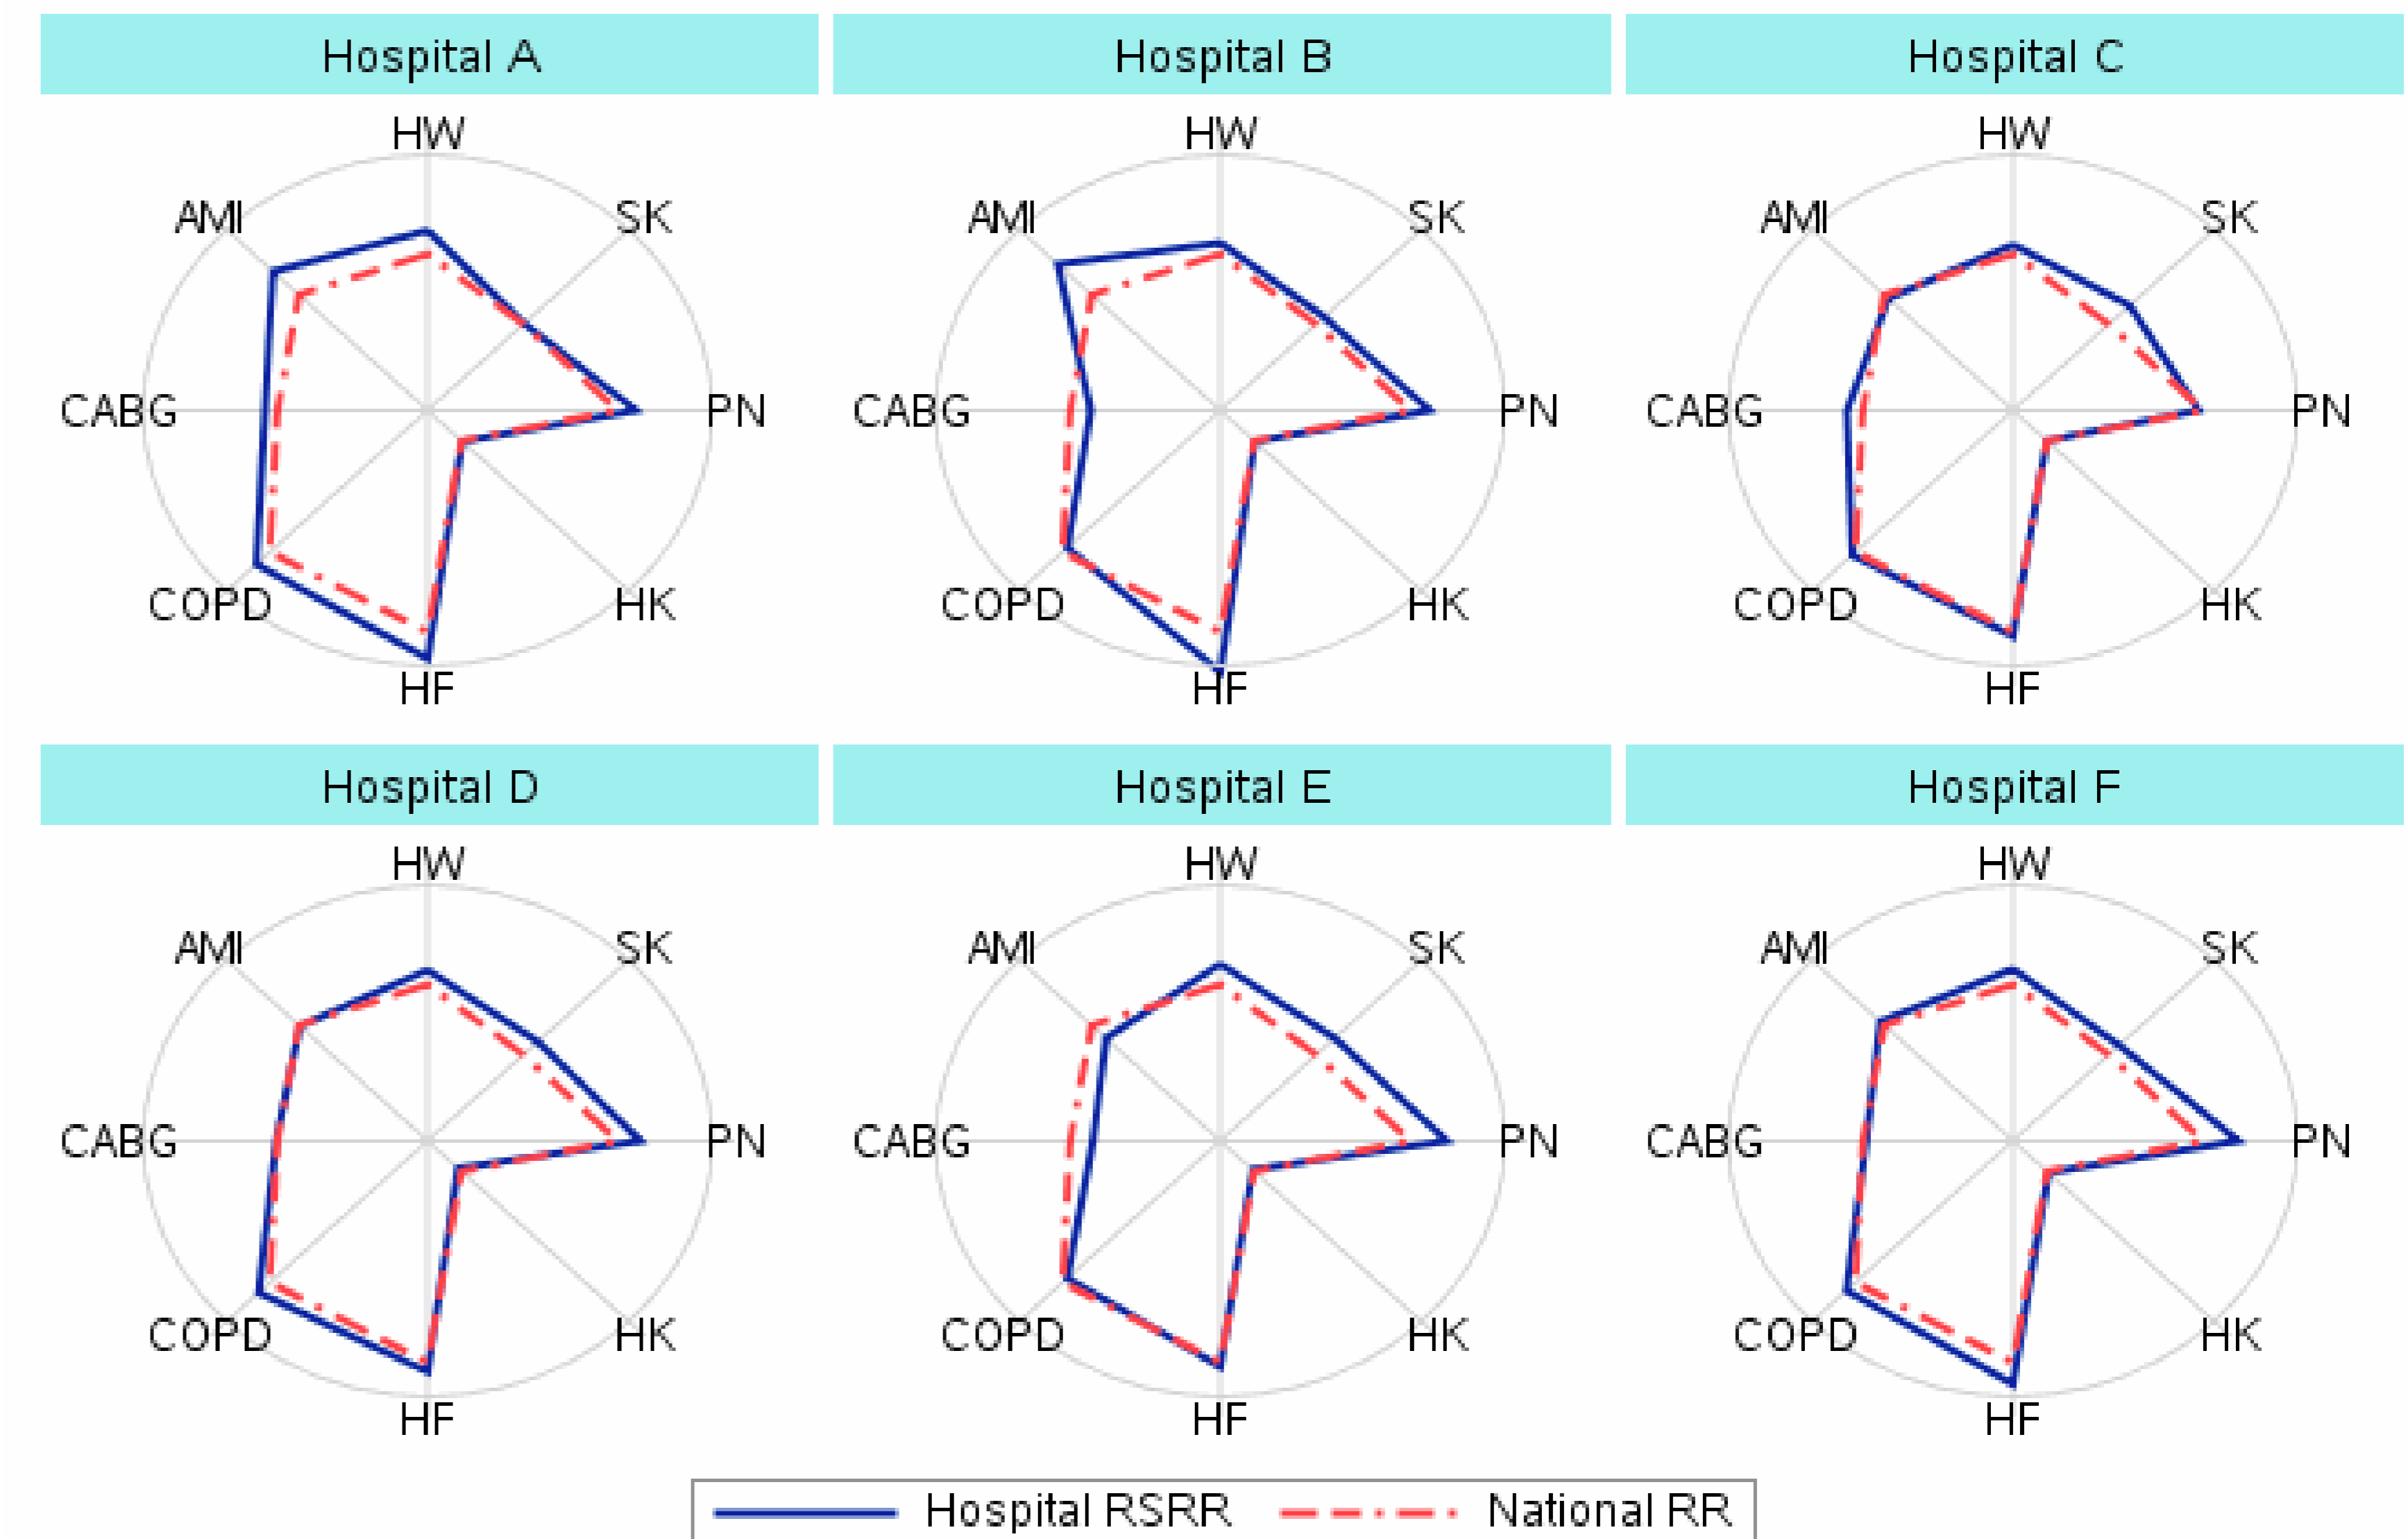 Hospital A Hospital B Hospital C
HW HW HW
AMI SK AMI SK AMI SK
CABG PN CABG PN CABG PN
COPD HK COPD HK COPD HK
HF HF HF
Hospital D Hospital E Hospital F
HW HW HW
AMI SK AMI SK AMI SK
CABG PN CABG PN CABG PN
COPD HK COPD HK COPD HK
HF HF HF
Hospital RSRR National RR